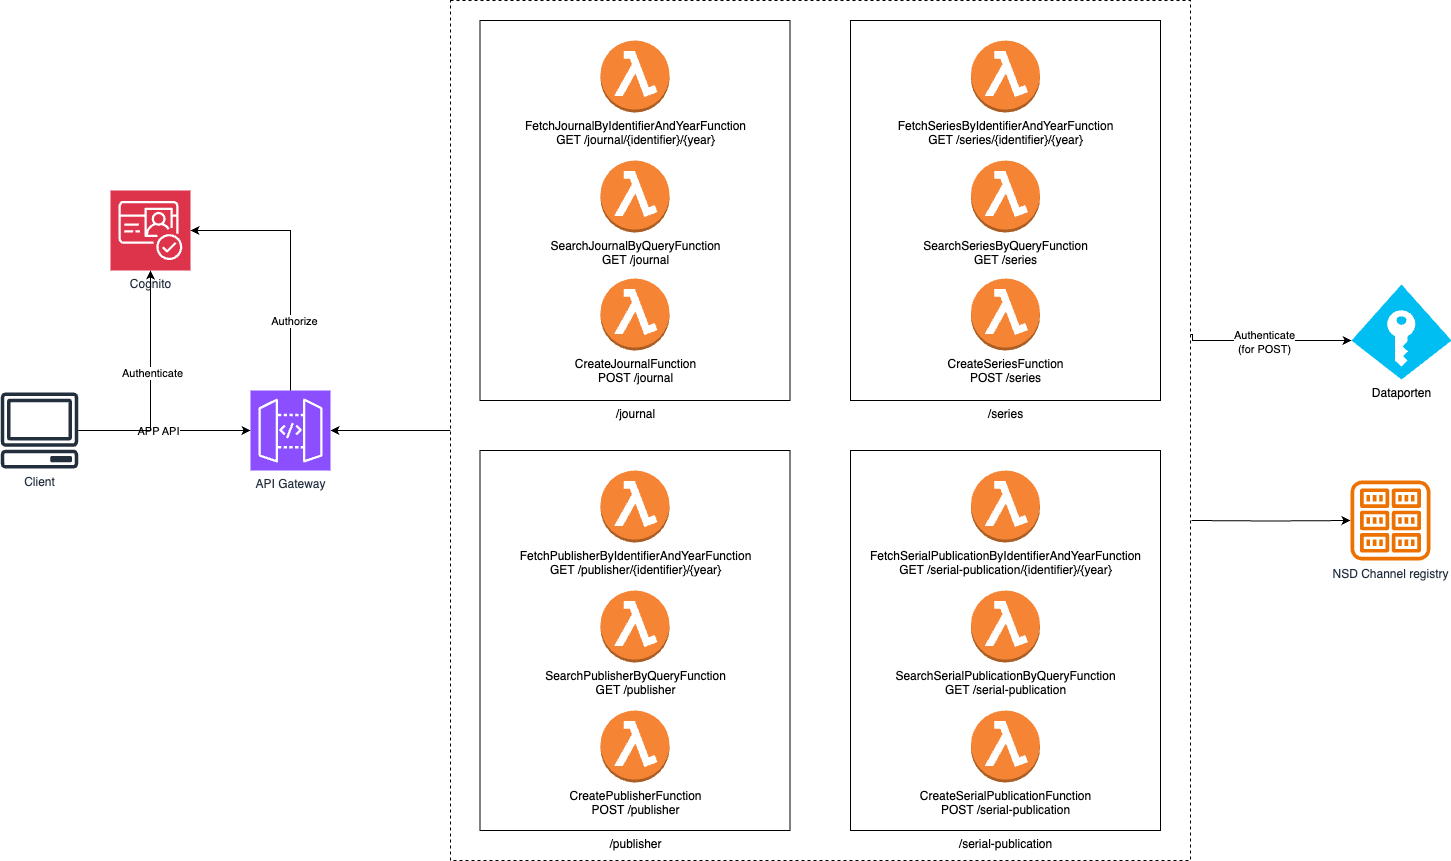 FetchJournalByIdentifierAndYearFunction
GET /journal/{identifier}/{year}
SearchJournalByQueryFunction
GET /journal
CreateJournalFunction
POST /journal
/journal
FetchSeriesByIdentifierAndYearFunction
GET /series/{identifier}/{year}
SearchSeriesByQueryFunction
GET /series
CreateSeriesFunction
POST /series
/series
Cognito
Authorize
Authenticate
APP API
Client
API Gateway
Authenticate
(for POST)
Dataporten
NSD Channel registry
FetchPublisherByIdentifierAndYearFunction
GET /publisher/{identifier}/{year}
SearchPublisherByQueryFunction
GET /publisher
CreatePublisherFunction
POST /publisher
/publisher
FetchSerialPublicationByIdentifierAndYearFunction
GET /serial-publication/{identifier}/{year}
SearchSerialPublicationByQueryFunction
GET /serial-publication
CreateSerialPublicationFunction
POST /serial-publication
/serial-publication